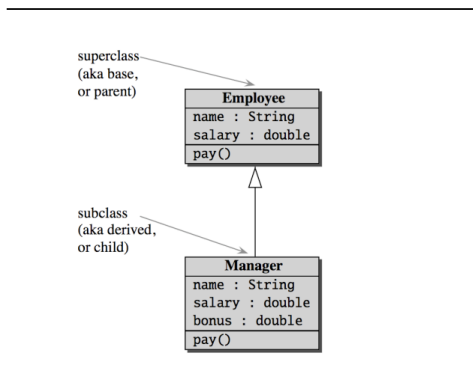 superclass
(aka base,
or parent)
Employee
name : String
salary : double
pay()
subclass
(aka derived,
or child)
Manager
name : String
salary : double
bonus : double
pay()